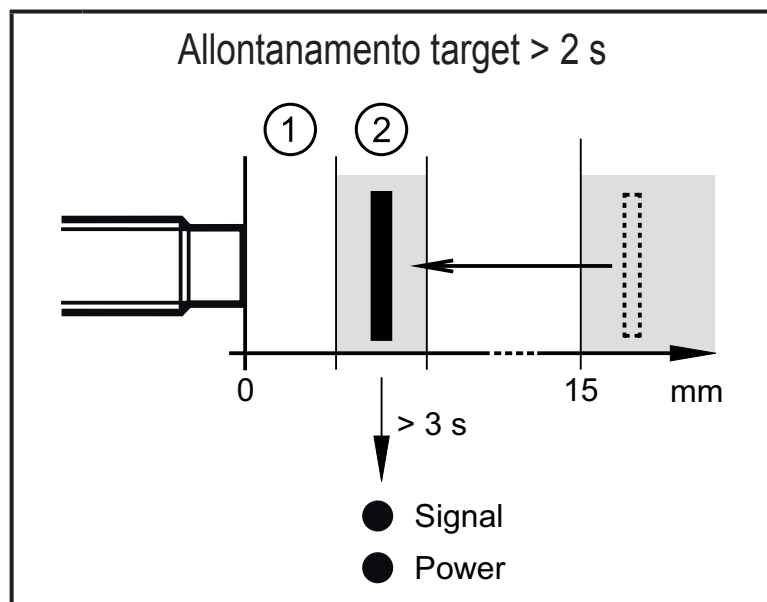 Allontanamento target > 2 s
1 2
0 15 mm
> 3 s
Signal
Power